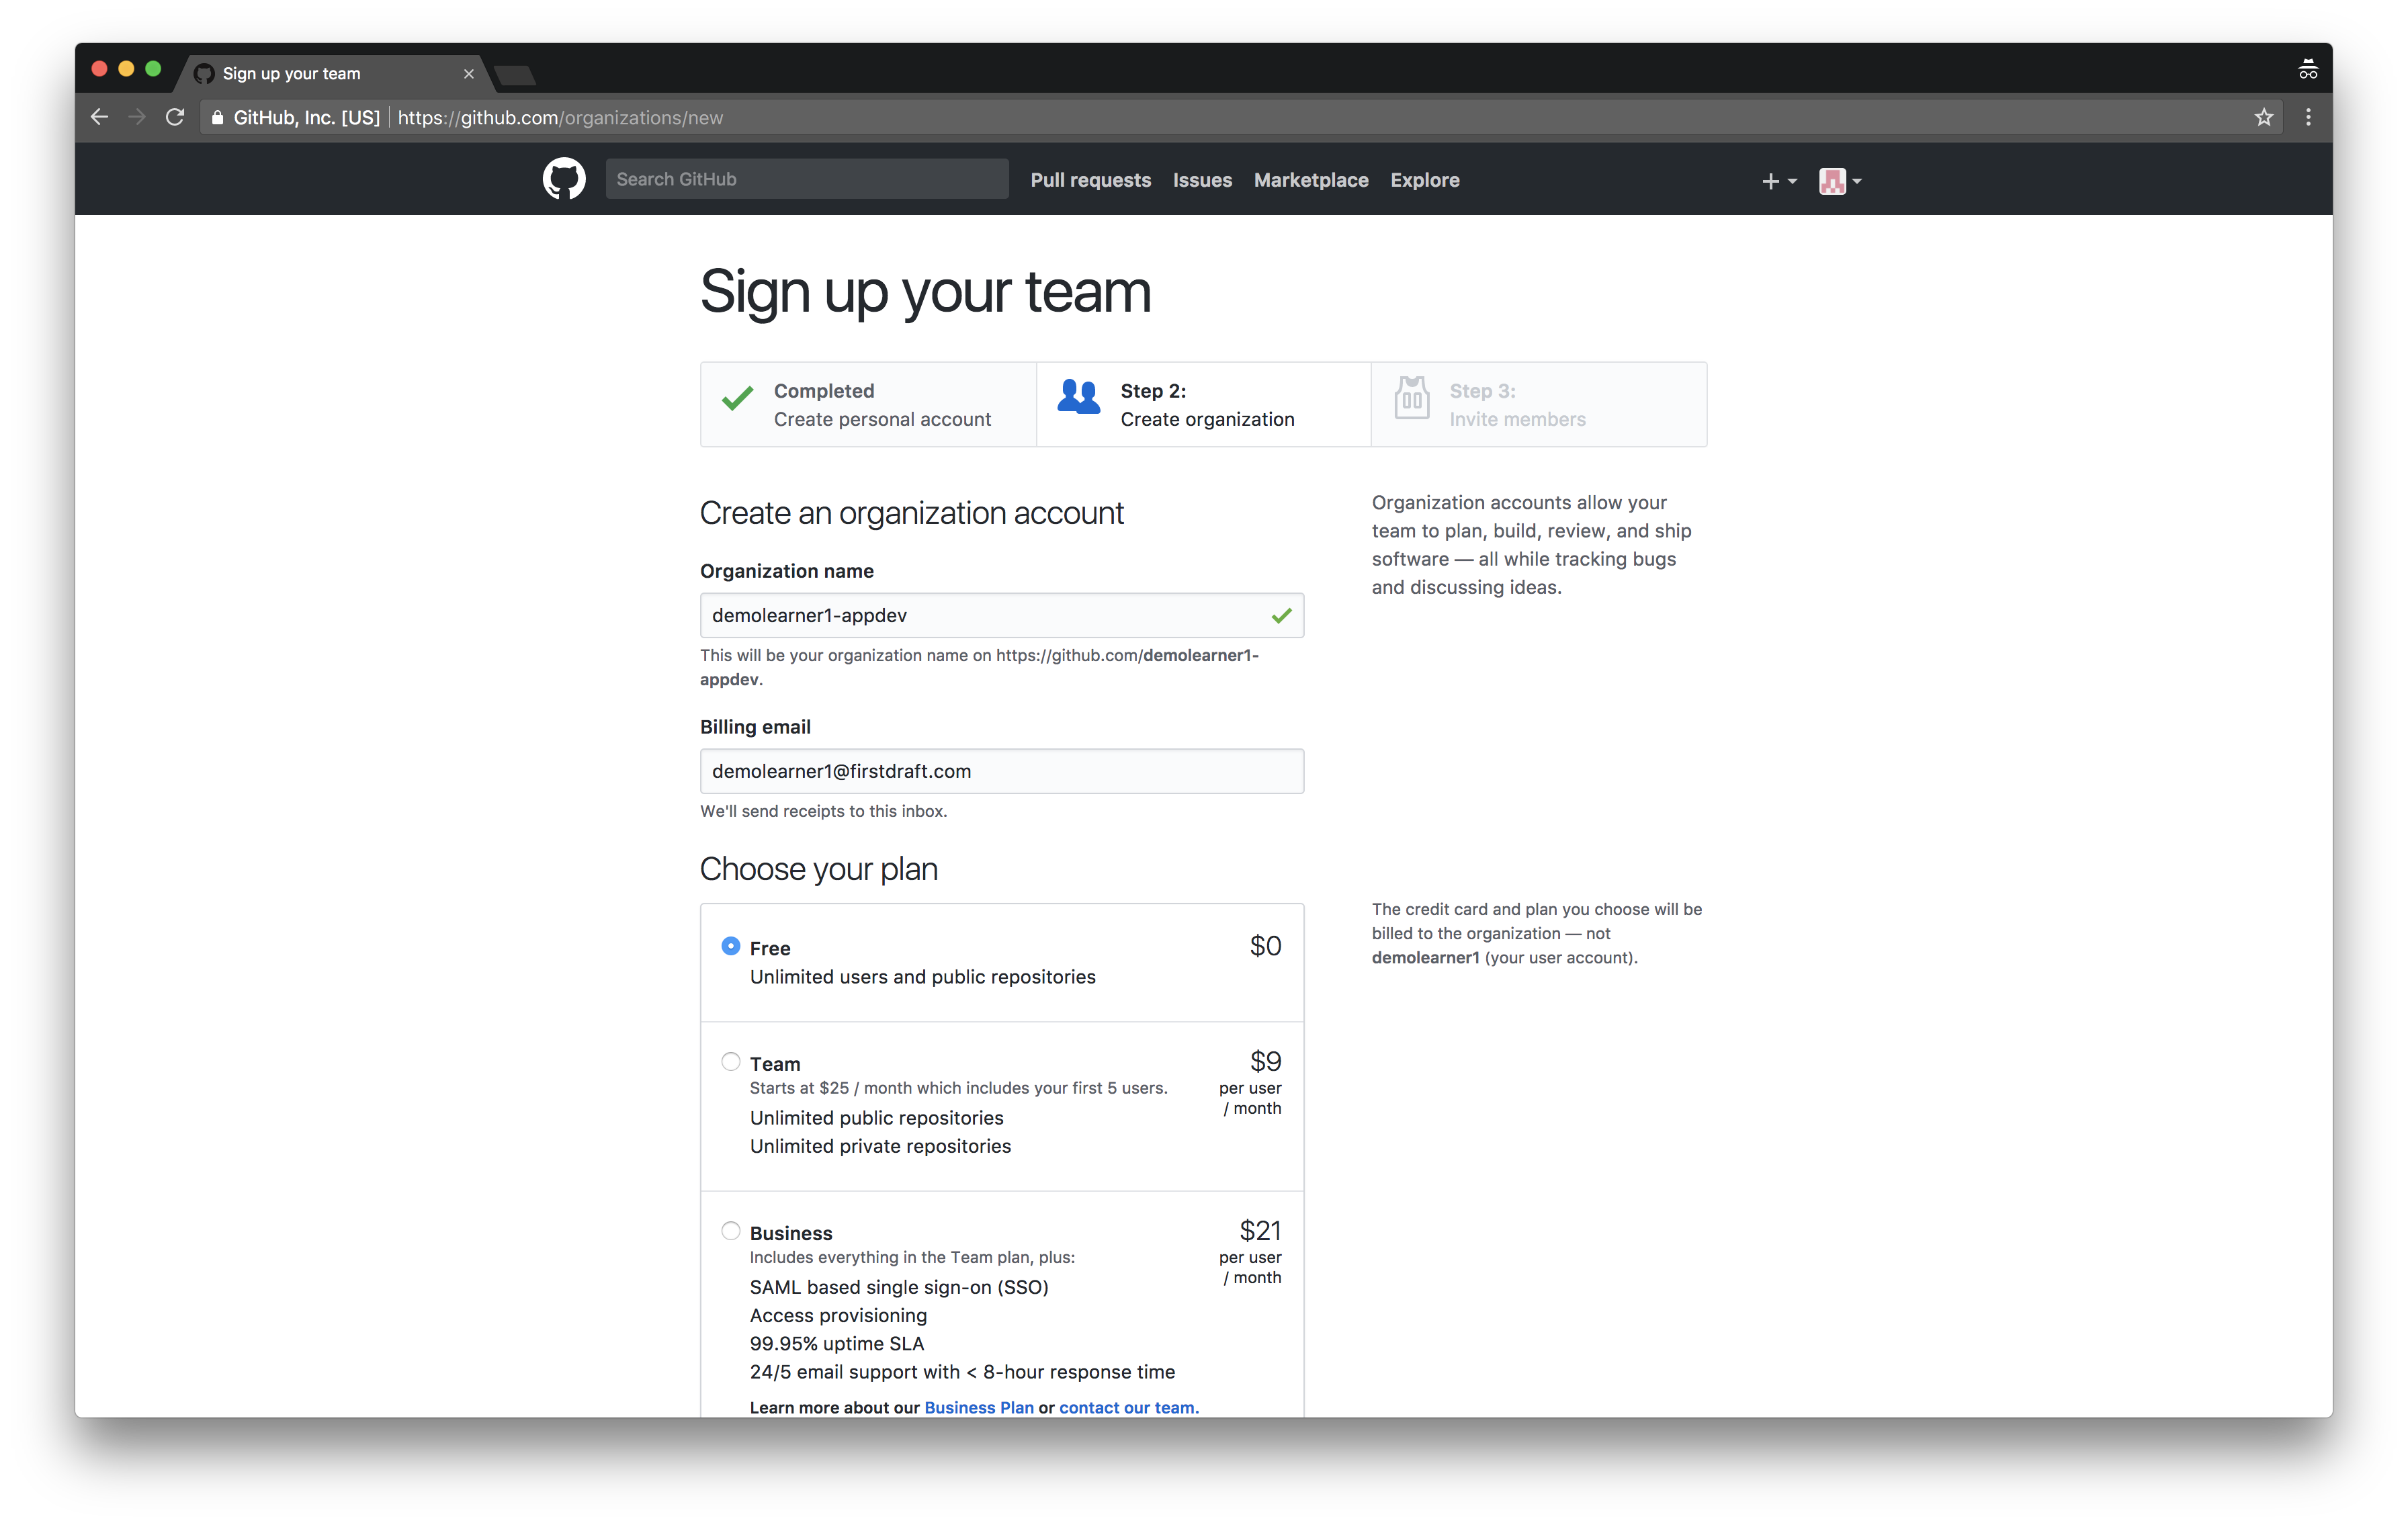 Sign up your team
GitHub, Inc. [US] https://github.com/organizations/new
Search GitHub Pull requests Issues Marketplace Explore
Sign up your team
Completed
Create personal account
Step 2:
Create organization
Step 3:
Invite members
Create an organization account
Organization name
demolearner1-appdev
This will be your organization name on https://github.com/demolearner1-
appdev.
Billing email
demolearner1@firstdraft.com
We'll send receipts to this inbox.
Organization accounts allow your
team to plan, build, review, and ship
software — all while tracking bugs
and discussing ideas.
Choose your plan
Free $0
Unlimited users and public repositories
Team $9
Starts at $25 / month which includes your first 5 users. per user
/ month
Unlimited public repositories
Unlimited private repositories
Business $21
Includes everything in the Team plan, plus: per user
/ month
SAML based single sign-on (SSO)
Access provisioning
99.95% uptime SLA
24/5 email support with < 8-hour response time
Learn more about our Business Plan or contact our team.
The credit card and plan you choose will be
billed to the organization — not
demolearner1 (your user account).